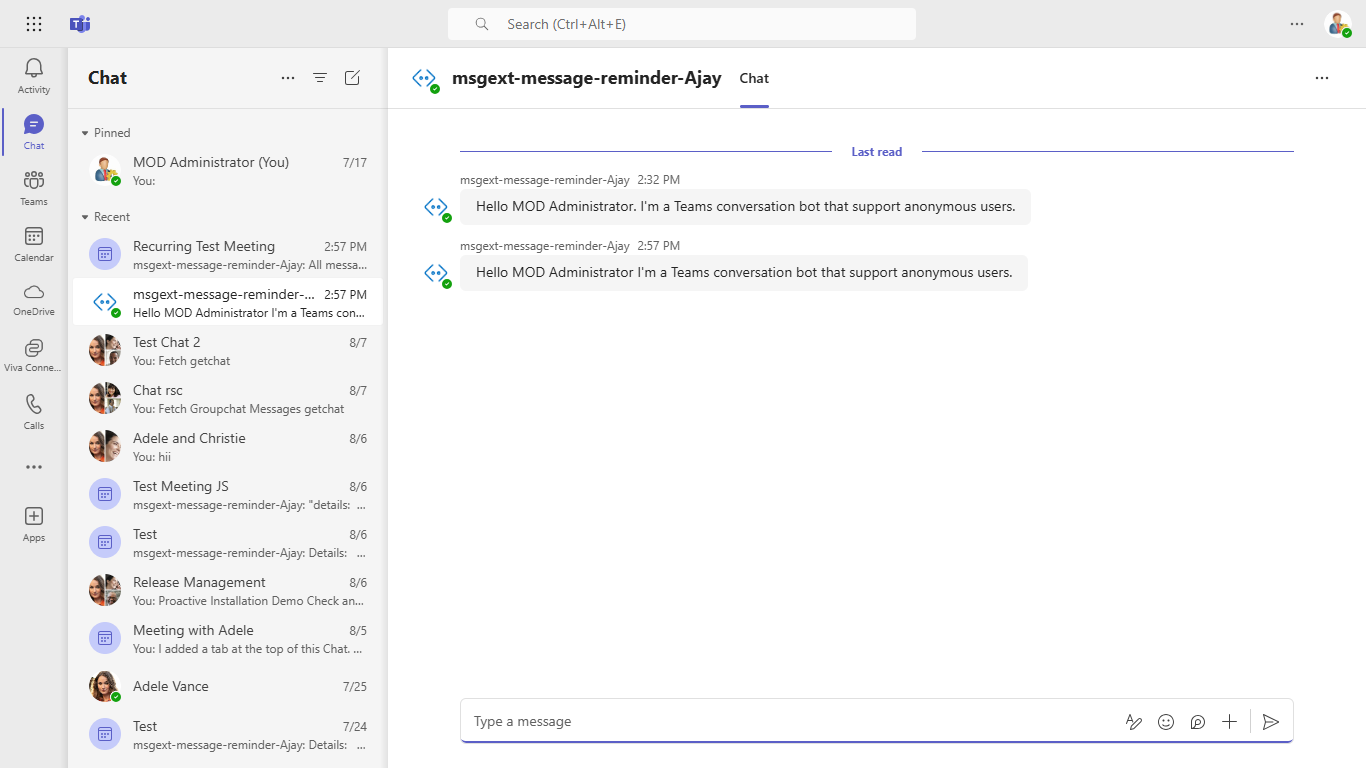 Search (Ctrl+Alt+E)
Activity
Chat
Teams
Calendar
OneDrive
Viva Conne...
Calls
Apps
Chat
Pinned
MOD Administrator (You) 7/17
You:
Recent
Recurring Test Meeting 2:57 PM
msgext-message-reminder-Ajay: All messa...
msgext-message-reminder-... 2:57 PM
Hello MOD Administrator I'm a Teams con...
Test Chat 2 8/7
You: Fetch getchat
Chat rsc 8/7
You: Fetch Groupchat Messages getchat
Adele and Christie 8/6
You: hii
Test Meeting JS 8/6
msgext-message-reminder-Ajay: "details: ...
Test 8/6
msgext-message-reminder-Ajay: Details: ...
Release Management 8/6
You: Proactive Installation Demo Check an...
Meeting with Adele 8/5
You: I added a tab at the top of this Chat. ...
Adele Vance 7/25
Test 7/24
msgext-message-reminder-Ajay: Details: ...
msgext-message-reminder-Ajay Chat
Last read
msgext-message-reminder-Ajay 2:32 PM
Hello MOD Administrator. I'm a Teams conversation bot that support anonymous users.
msgext-message-reminder-Ajay 2:57 PM
Hello MOD Administrator I'm a Teams conversation bot that support anonymous users.
Type a message